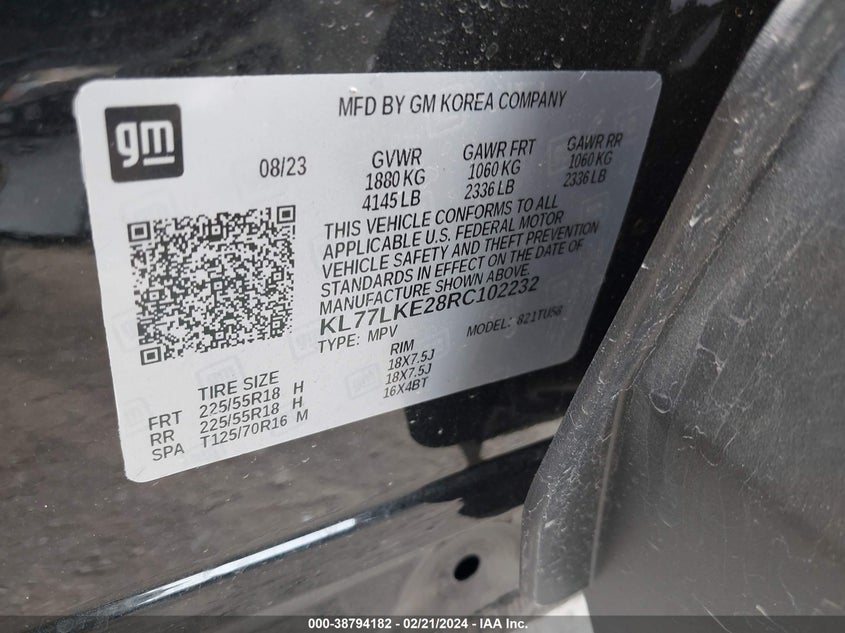 gm
MFD BY GM KOREA COMPANY
08/23
GVWR
1880 KG
4145 LB
GAWR FRT
1060 KG
2336 LB
GAWR RR
1060 KG
2336 LB
THIS VEHICLE CONFORMS TO ALL
APPLICABLE U.S. FEDERAL MOTOR
VEHICLE SAFETY AND THEFT PREVENTION
STANDARDS IN EFFECT ON THE DATE OF
MANUFACTURE SHOWN ABOVE.
KL77LKE28RC102232
TYPE: MPV
MODEL: 821TU58
TIRE SIZE
RIM
FRT 225/55R18 H 18X7.5J
RR 225/55R18 H 18X7.5J
SPA T125/70R16 M 16X4BT
000-38794182 / 02/21/2024 - IAA Inc.